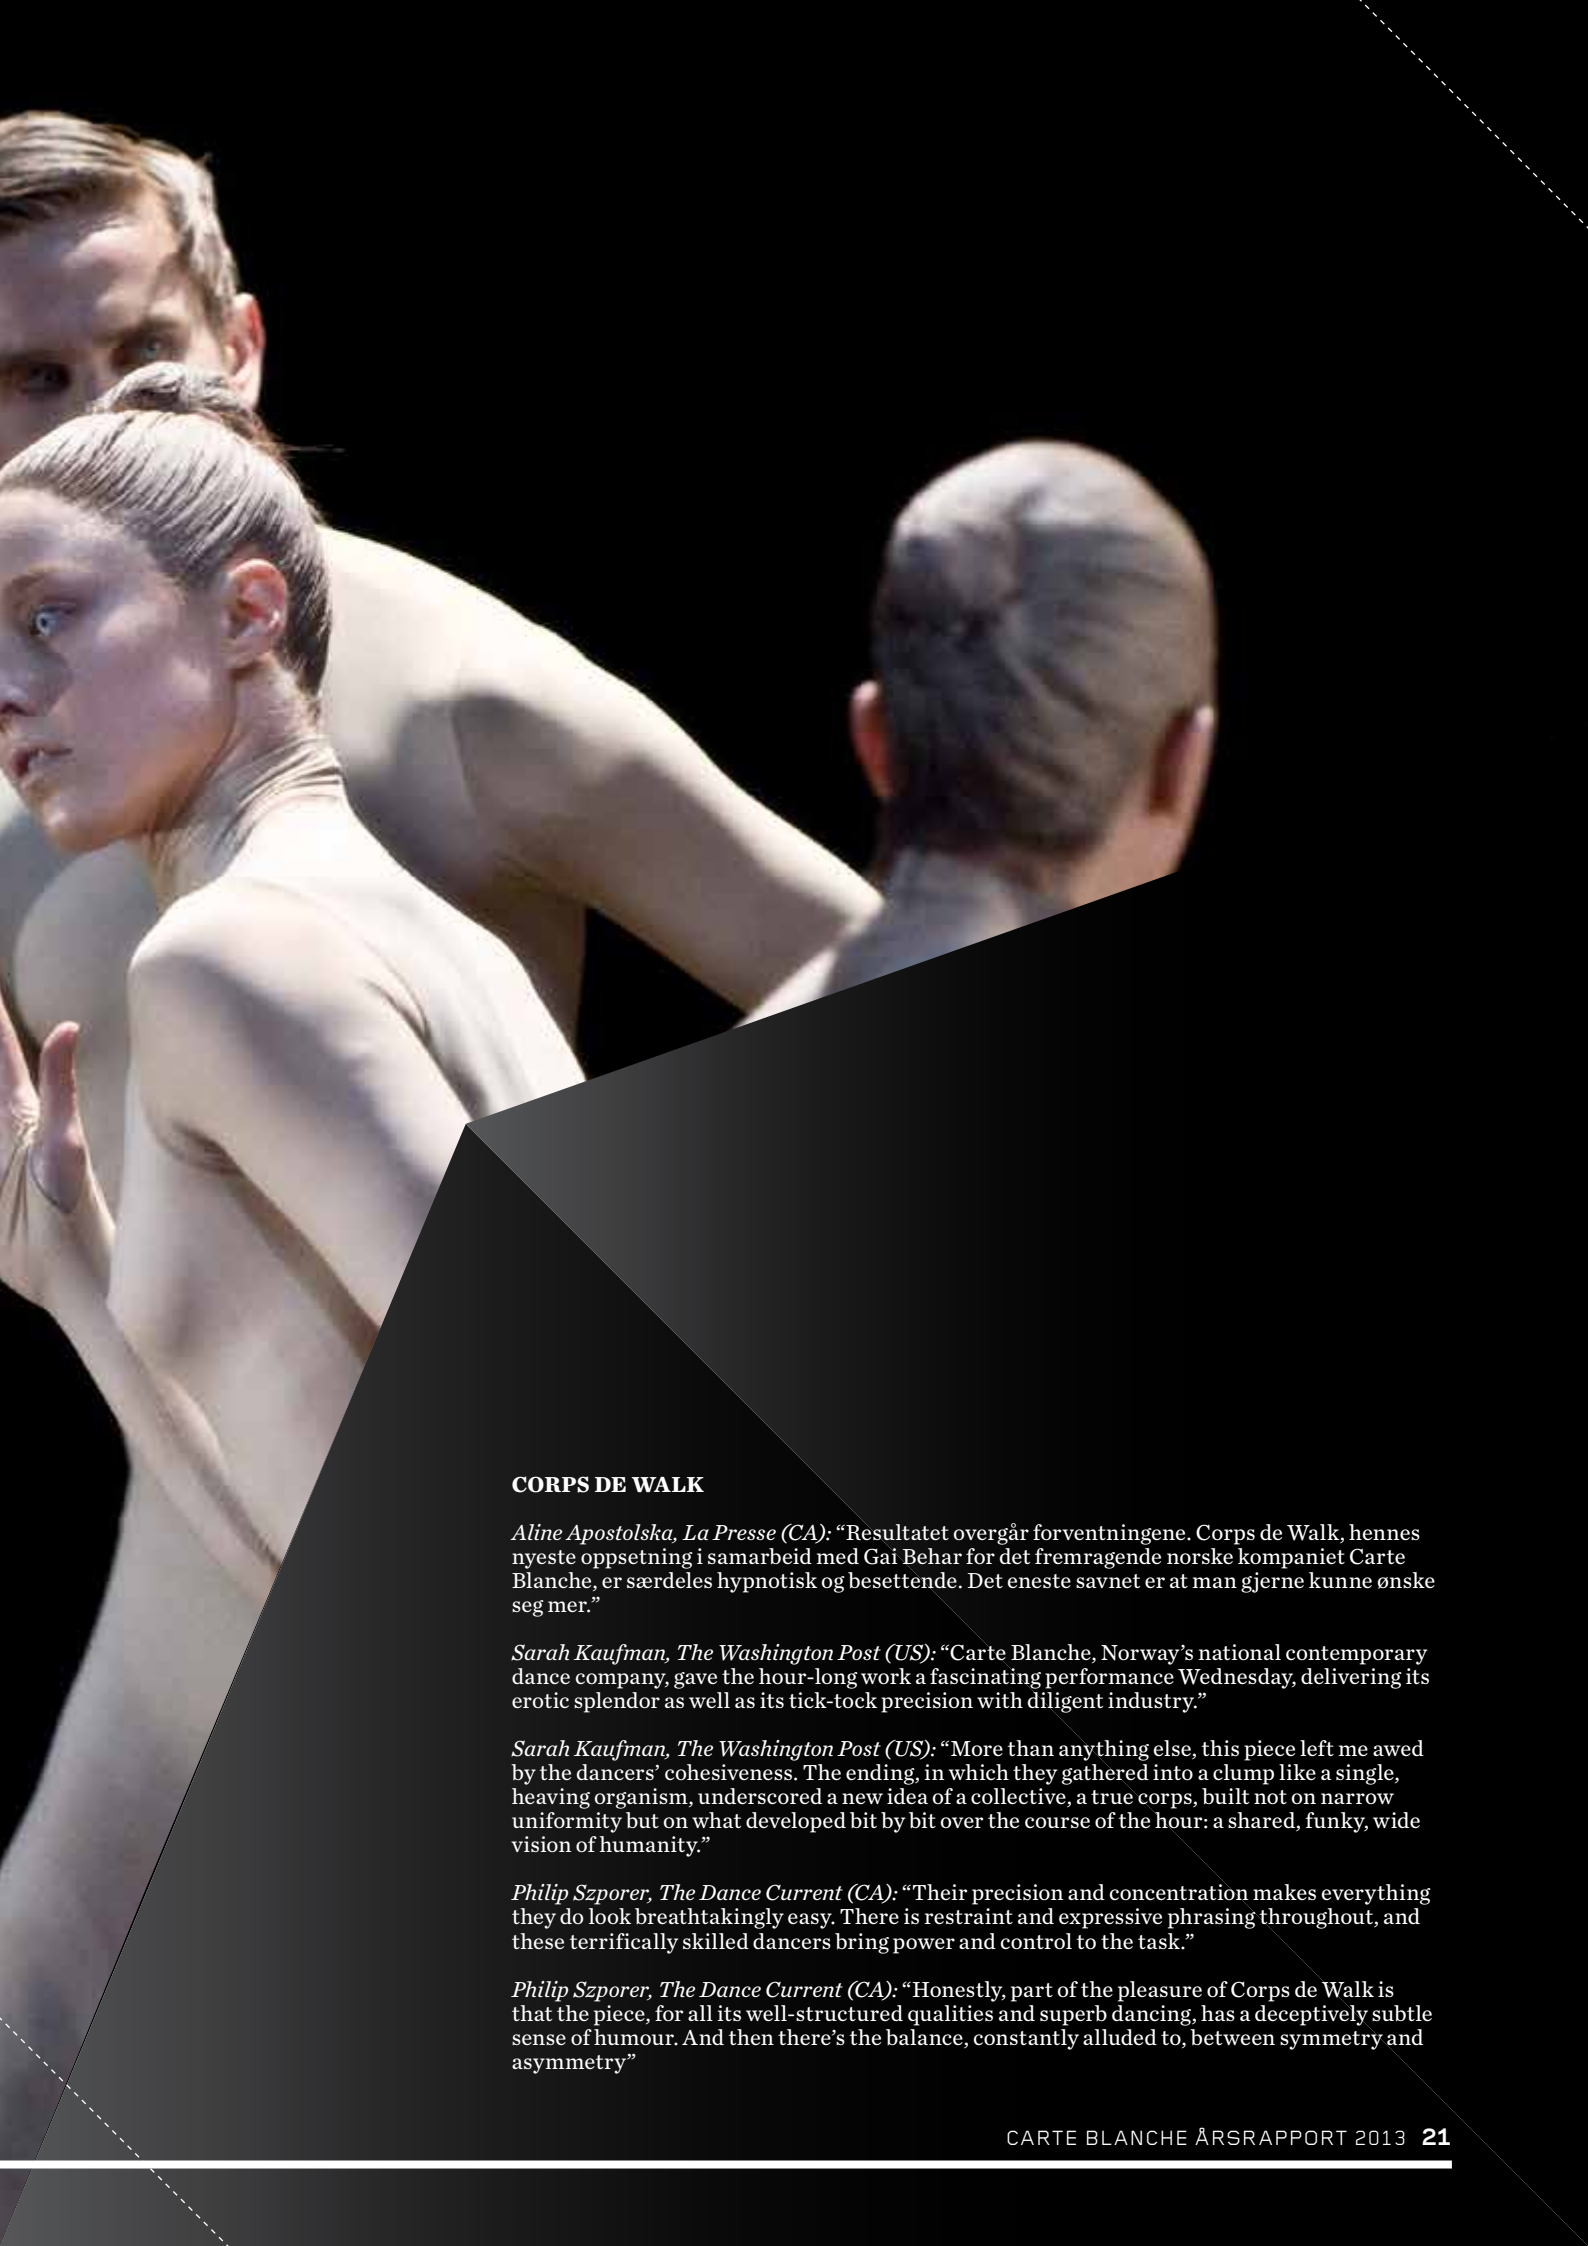 CORPS DE WALK
Aline Apostolska, La Presse (CA): “Resultatet overgår forventningene. Corps de Walk, hennes
nyeste oppsetning i samarbeid med Gai Behar for det fremragende norske kompaniet Carte
Blanche, er særdeles hypnotisk og besettende. Det eneste savnet er at man gjerne kunne ønske
seg mer.”
Sarah Kaufman, The Washington Post (US): “Carte Blanche, Norway’s national contemporary
dance company, gave the hour-long work a fascinating performance Wednesday, delivering its
erotic splendor as well as its tick-tock precision with diligent industry.”
Sarah Kaufman, The Washington Post (US): “More than anything else, this piece left me awed
by the dancers’ cohesiveness. The ending, in which they gathered into a clump like a single,
heaving organism, underscored a new idea of a collective, a true corps, built not on narrow
uniformity but on what developed bit by bit over the course of the hour: a shared, funky, wide
vision of humanity.”
Philip Szporer, The Dance Current (CA): “Their precision and concentration makes everything
they do look breathtakingly easy. There is restraint and expressive phrasing throughout, and
these terrifically skilled dancers bring power and control to the task.”
Philip Szporer, The Dance Current (CA): “Honestly, part of the pleasure of Corps de Walk is
that the piece, for all its well-structured qualities and superb dancing, has a deceptively subtle
sense of humour. And then there’s the balance, constantly alluded to, between symmetry and
asymmetry”
CARTE BLANCHE ÅRSRAPPORT 2013 21